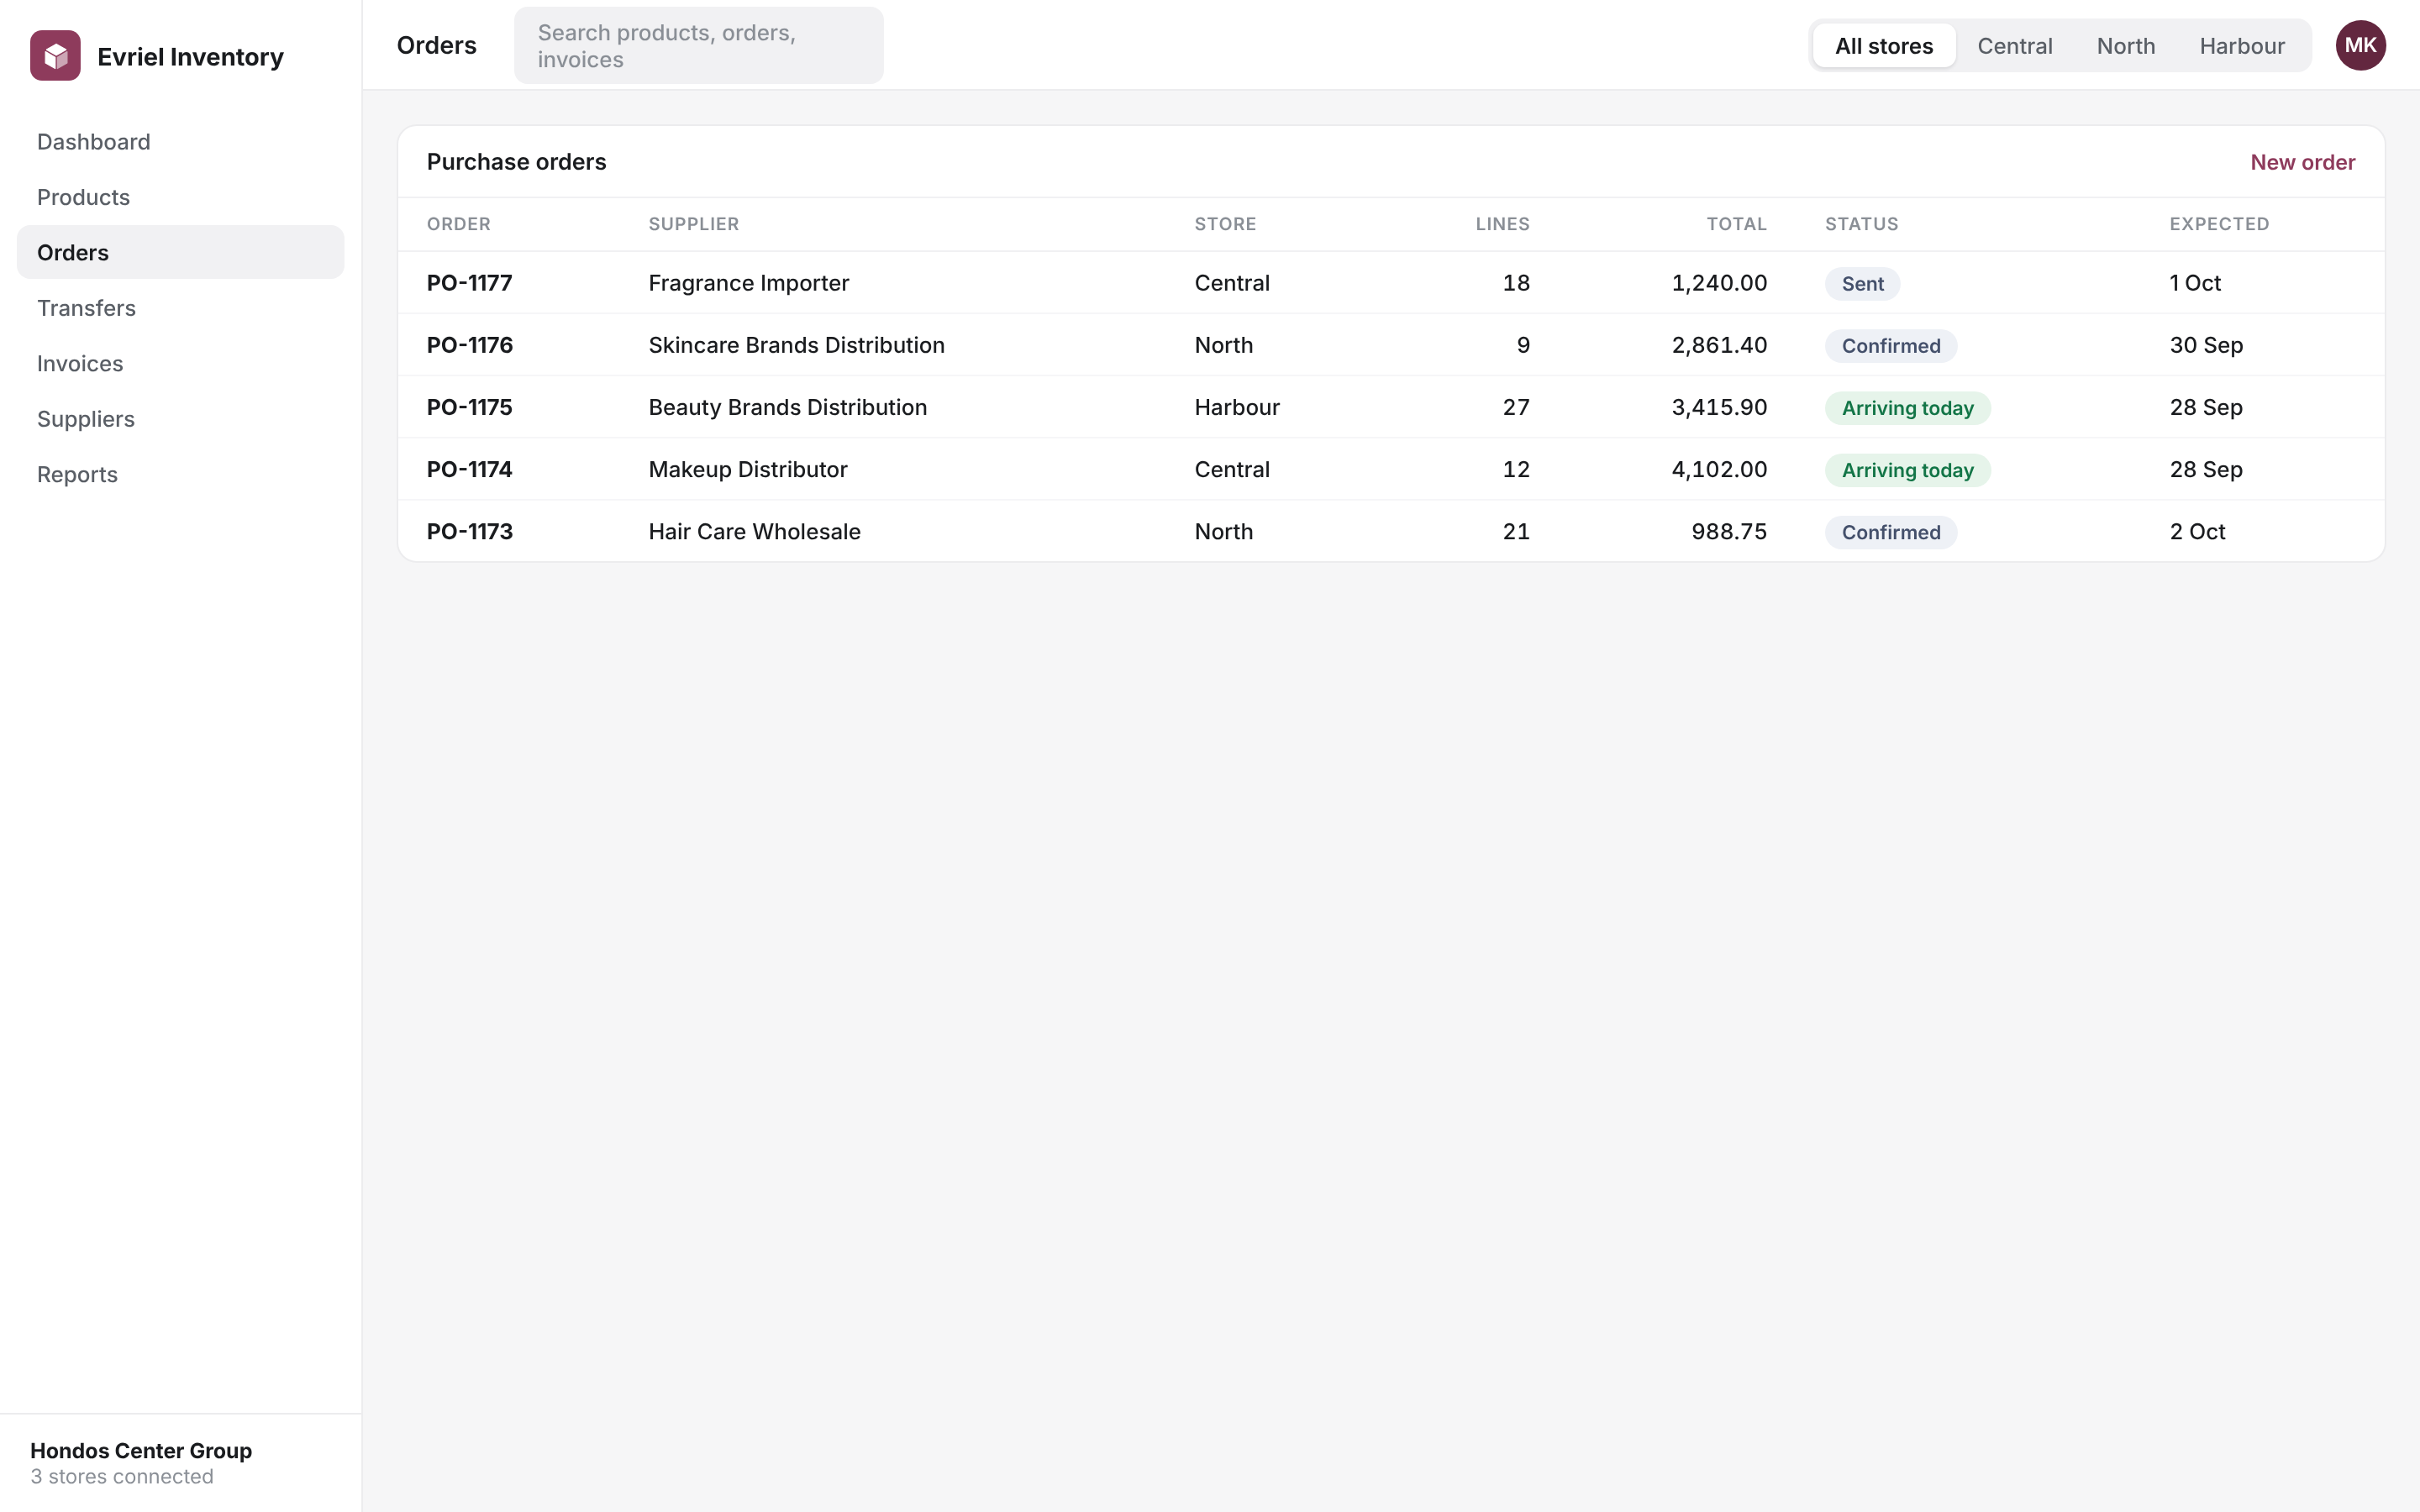 Evriel Inventory
Dashboard
Products
Orders
Transfers
Invoices
Suppliers
Reports
Hondos Center Group
3 stores connected
Orders
Search products, orders,
invoices
All stores Central North Harbour MK
Purchase orders New order
ORDER SUPPLIER STORE LINES TOTAL STATUS EXPECTED
PO-1177 Fragrance Importer Central 18 1,240.00 Sent 1 Oct
PO-1176 Skincare Brands Distribution North 9 2,861.40 Confirmed 30 Sep
PO-1175 Beauty Brands Distribution Harbour 27 3,415.90 Arriving today 28 Sep
PO-1174 Makeup Distributor Central 12 4,102.00 Arriving today 28 Sep
PO-1173 Hair Care Wholesale North 21 988.75 Confirmed 2 Oct